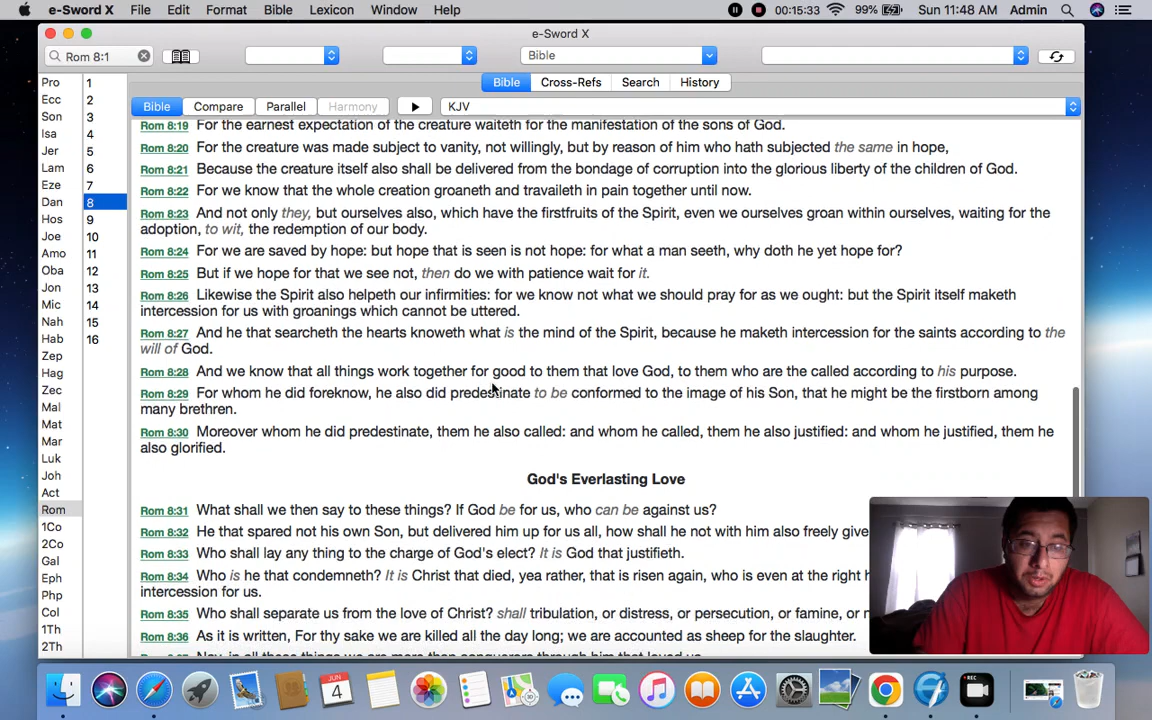 e-Sword X File Edit Format Bible Lexicon Window Help 00:15:33 99% Sun 11:48 AM Admin
e-Sword X
Rom 8:1 Bible
Bible Cross-Refs Search History
Bible Compare Parallel Harmony KJV
Pro
Ecc
Son
Isa
Jer
Lam
Eze
Dan
Hos
Joe
Amo
Oba
Jon
Mic
Nah
Hab
Zep
Hag
Zec
Mal
Mat
Mar
Luk
Joh
Act
Rom
1Co
2Co
Gal
Eph
Php
Col
1Th
2Th
1
2
3
4
5
6
7
8
9
10
11
12
13
14
15
16
Rom 8:19 For the earnest expectation of the creature waiteth for the manifestation of the sons of God.
Rom 8:20 For the creature was made subject to vanity, not willingly, but by reason of him who hath subjected the same in hope,
Rom 8:21 Because the creature itself also shall be delivered from the bondage of corruption into the glorious liberty of the children of God.
Rom 8:22 For we know that the whole creation groaneth and travaileth in pain together until now.
Rom 8:23 And not only they, but ourselves also, which have the firstfruits of the Spirit, even we ourselves groan within ourselves, waiting for the
adoption, to wit, the redemption of our body.
Rom 8:24 For we are saved by hope: but hope that is seen is not hope: for what a man seeth, why doth he yet hope for?
Rom 8:25 But if we hope for that we see not, then do we with patience wait for it.
Rom 8:26 Likewise the Spirit also helpeth our infirmities: for we know not what we should pray for as we ought: but the Spirit itself maketh
intercession for us with groanings which cannot be uttered.
Rom 8:27 And he that searcheth the hearts knoweth what is the mind of the Spirit, because he maketh intercession for the saints according to the
will of God.
Rom 8:28 And we know that all things work together for good to them that love God, to them who are the called according to his purpose.
Rom 8:29 For whom he did foreknow, he also did predestinate to be conformed to the image of his Son, that he might be the firstborn among
many brethren.
Rom 8:30 Moreover whom he did predestinate, them he also called: and whom he called, them he also justified: and whom he justified, them he
also glorified.
God's Everlasting Love
Rom 8:31 What shall we then say to these things? If God be for us, who can be against us?
Rom 8:32 He that spared not his own Son, but delivered him up for us all, how shall he not with him also freely give
Rom 8:33 Who shall lay any thing to the charge of God's elect? It is God that justifieth.
Rom 8:34 Who is he that condemneth? It is Christ that died, yea rather, that is risen again, who is even at the right
intercession for us.
Rom 8:35 Who shall separate us from the love of Christ? shall tribulation, or distress, or persecution, or famine, or
Rom 8:36 As it is written, For thy sake we are killed all the day long; we are accounted as sheep for the slaughter.
JUN
4
REC